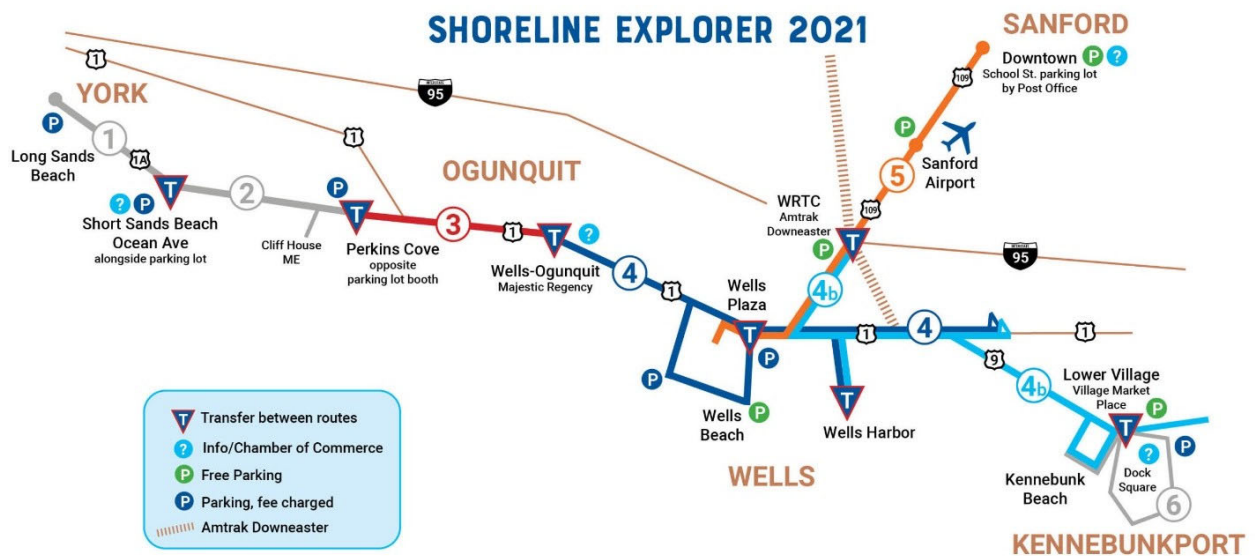 SHORELINE EXPLORER 2021
SANFORD
Downtown P ?
School St. parking lot
by Post Office
109
1
INTERSTATE
95
YORK
P
1
Long Sands
Beach
1A
2
? P
Short Sands Beach
Ocean Ave
alongside parking lot
T
Cliff House
ME
1
P
T
Perkins Cove
opposite
parking lot booth
OGUNQUIT
3
1
T ?
Wells-Ogunquit
Majestic Regency
4
1
P
Sanford
Airport
5
109
WRTC
Amtrak
Downeaster
P
T
INTERSTATE
95
4b
Wells
Plaza
T
P
1
4
1
P
Wells
Beach
P
T
Wells Harbor
9
4b
Lower Village
Village Market
Place
P
T
?
P
Dock
Square
6
Kennebunk
Beach
WELLS
KENNEBUNKPORT
T Transfer between routes
? Info/Chamber of Commerce
P Free Parking
P Parking, fee charged
Amtrak Downeaster